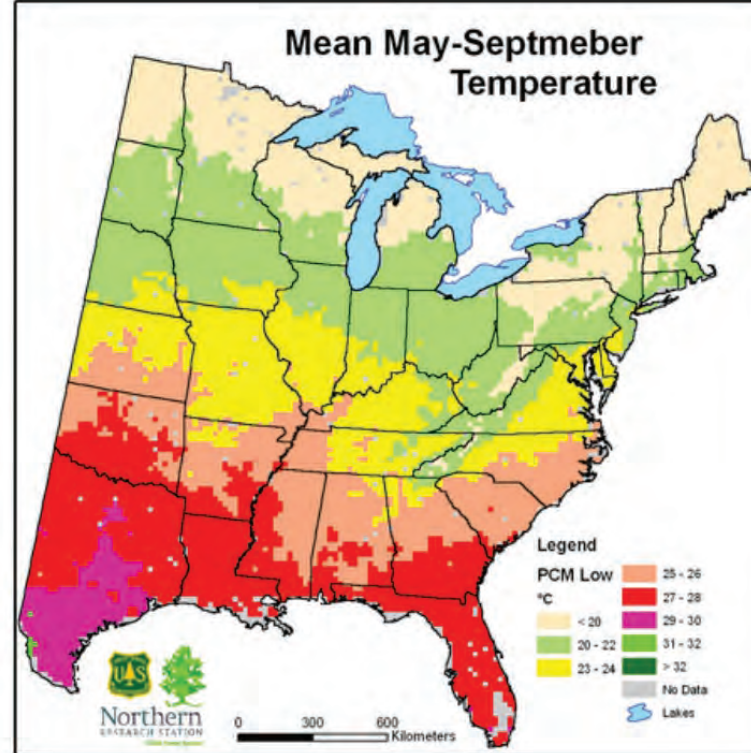 Mean May-Septmeber
Temperature
Legend
PCM Low
°C
< 20
20 - 22
23 - 24
25 - 26
27 - 28
29 - 30
31 - 32
> 32
No Data
Lakes
U S
Northern
RESEARCH STATION
0 300 600
Kilometers